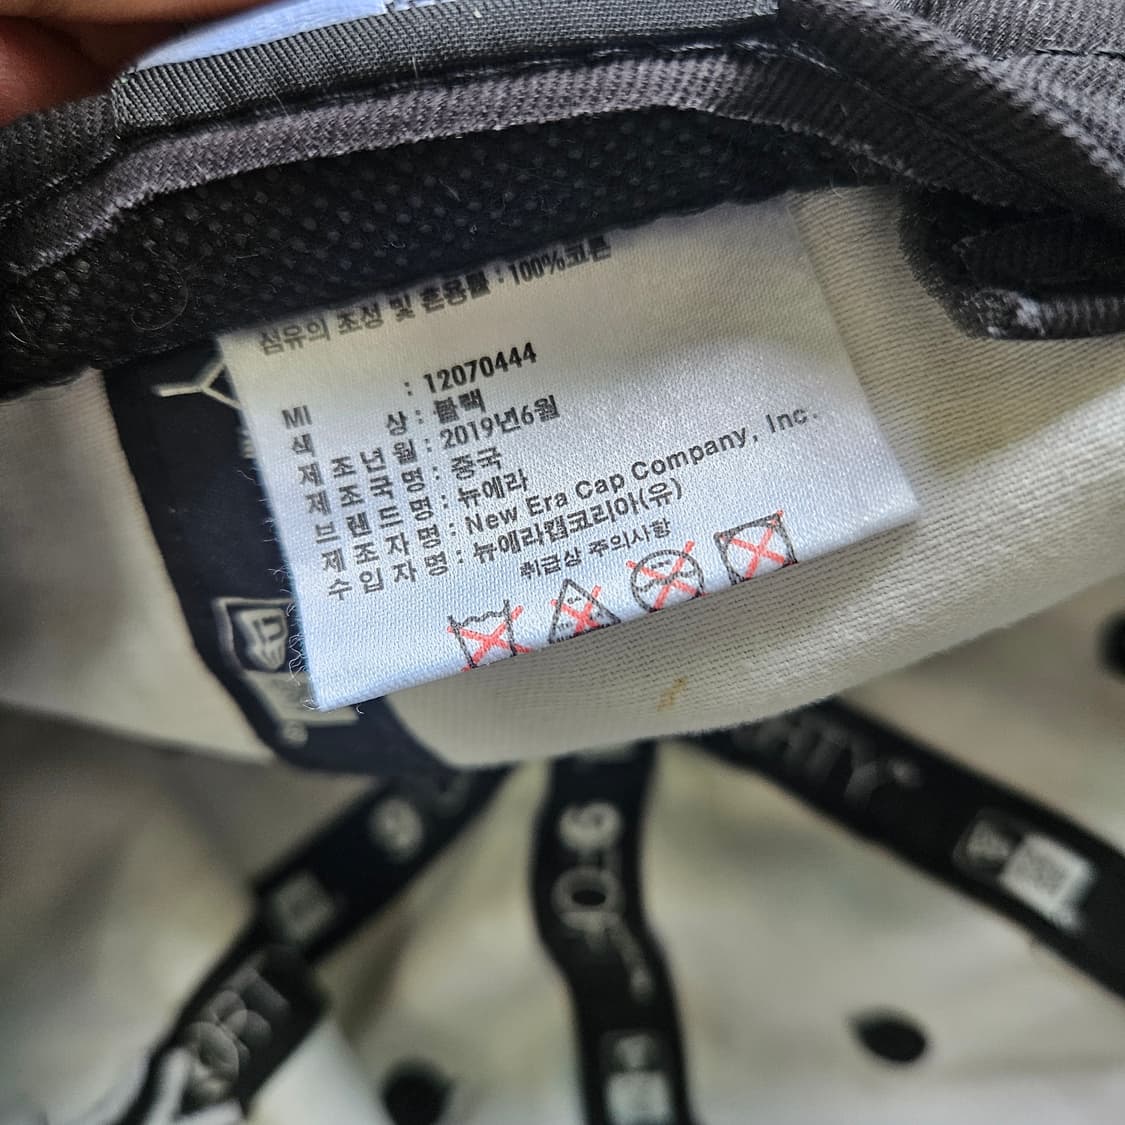 섬유의 조성 및 혼용률 : 100%코튼
MI : 12070444
색 상 : 블랙
제 조 년 월 : 2019년6월
제 조 국 명 : 중국
브 랜 드 명 : 뉴에라
제 조 자 명 : New Era Cap Company, Inc.
수 입 자 명 : 뉴에라캡코리아(유)
취급상 주의사항
9